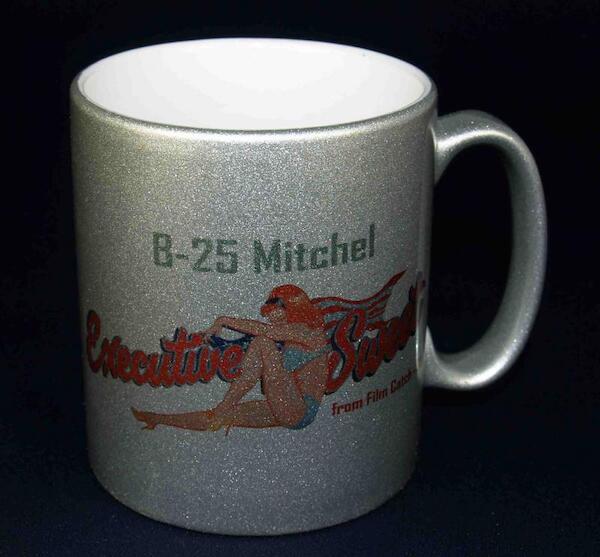 B-25 Mitchel
Executive Sweet
from Film Catch-